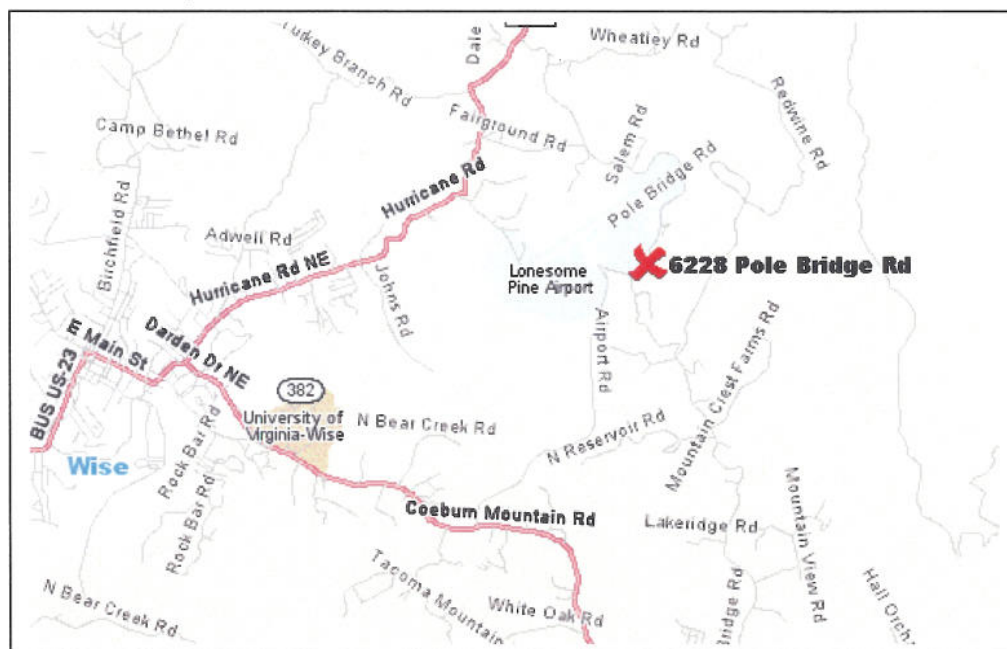 Turkey Branch Rd
Dale
Wheatley Rd
Camp Bethel Rd
Fairground Rd
Salem Rd
Redwine Rd
Pole Bridge Rd
Birchfield Rd
Hurricane Rd
Adwell Rd
Hurricane Rd NE
Johns Rd
Lonesome
Pine Airport
6228 Pole Bridge Rd
Airport Rd
E Main St
Darden Dr NE
BUS US-23
382
University of
Virginia-Wise
N Bear Creek Rd
N Reservoir Rd
Mountain Crest Farms Rd
Wise
Rock Bar Rd
Rock Bar Rd
Coeburn Mountain Rd
Lakeridge Rd
Mountain View Rd
Tacoma Mountain
White Oak Rd
Bridge Rd
Hall Orcha
N Bear Creek Rd